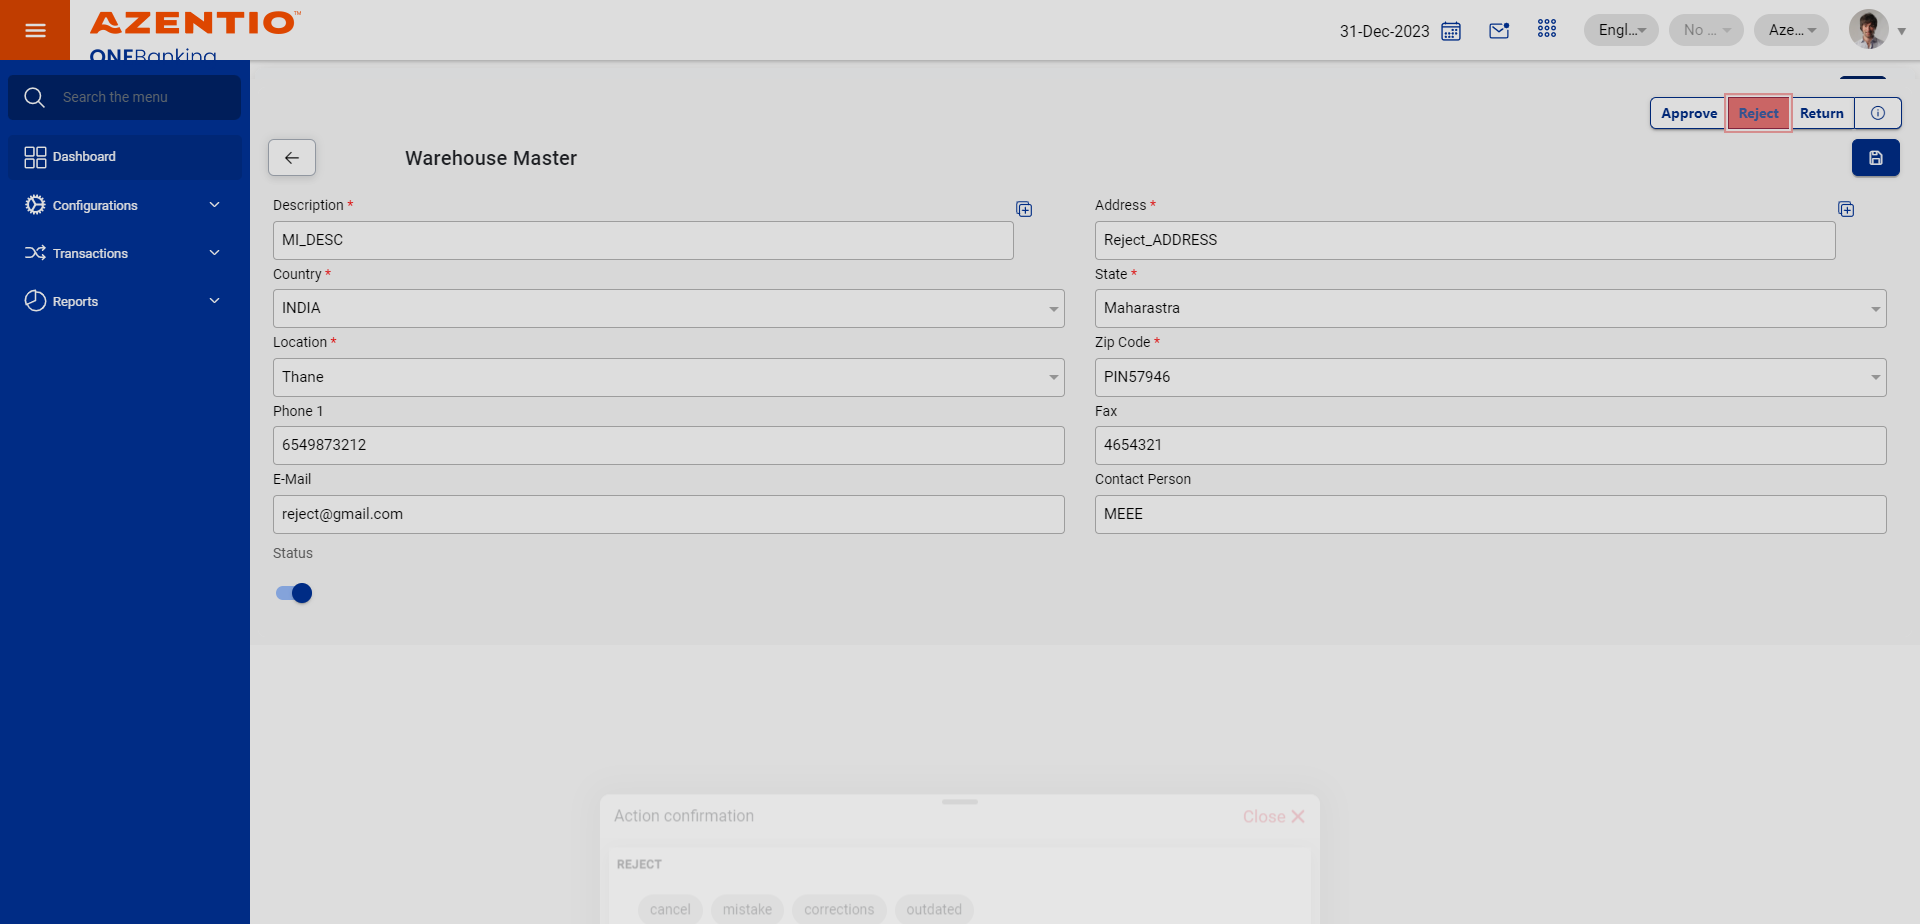 AZENTIO™
ONEBanking
31-Dec-2023
Engl...
No ...
Aze...
Search the menu
Dashboard
Configurations
Transactions
Reports
Approve
Reject
Return
Warehouse Master
Description *
MI_DESC
Address *
Reject_ADDRESS
Country *
INDIA
State *
Maharastra
Location *
Thane
Zip Code *
PIN57946
Phone 1
6549873212
Fax
4654321
E-Mail
reject@gmail.com
Contact Person
MEEE
Status
Action confirmation
Close
REJECT
cancel
mistake
corrections
outdated